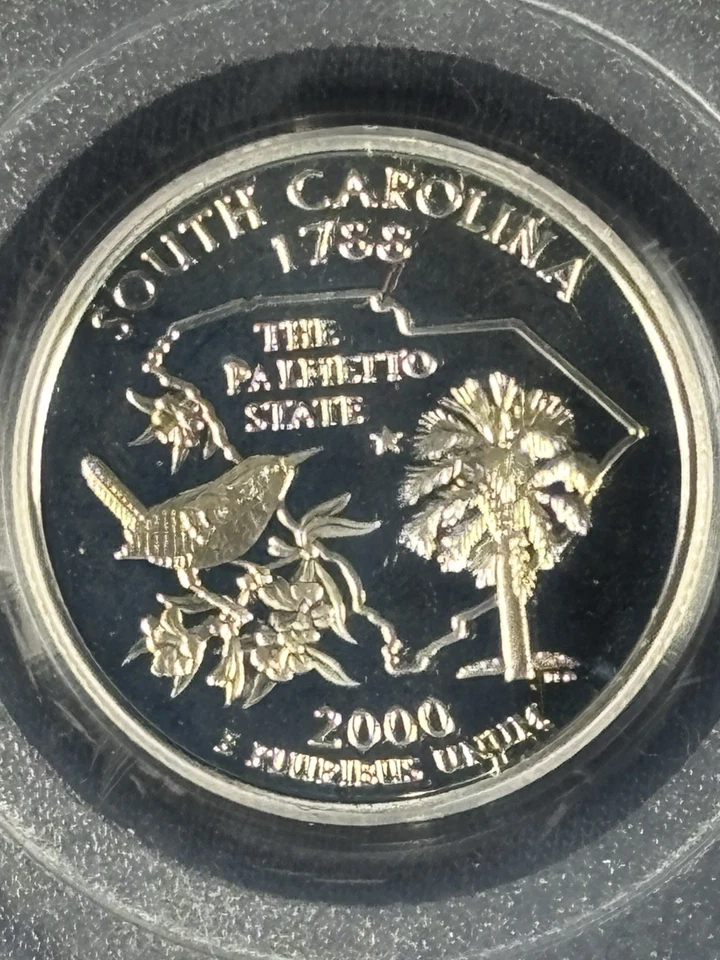 SOUTH CAROLINA
1788
THE
PALMETTO
STATE
2000
E PLURIBUS UNUM